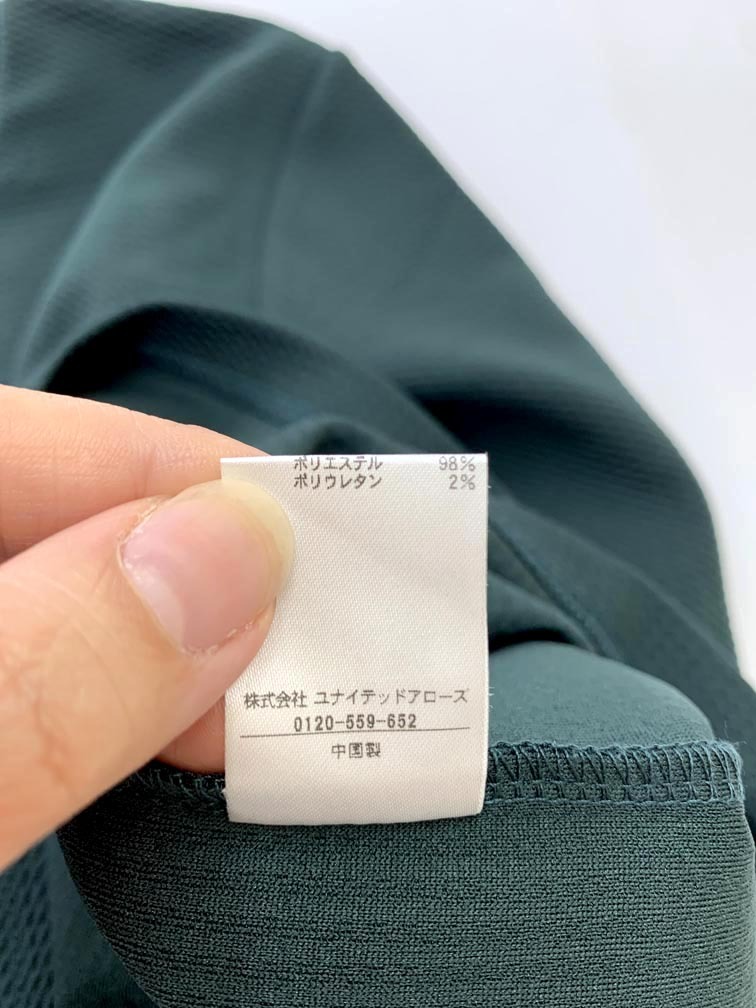 ポリエステル 98%
ポリウレタン 2%
株式会社 ユナイテッドアローズ
0120-559-652
中国製